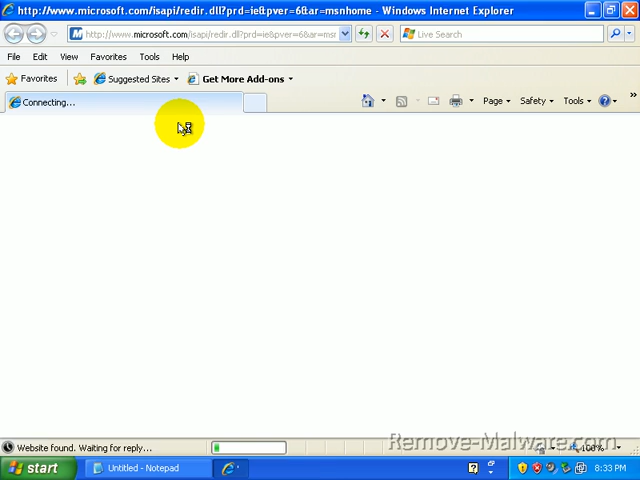 http://www.microsoft.com/isapi/redir.dll?prd=ie&pver=6&ar=msnhome - Windows Internet Explorer
http://www.microsoft.com/isapi/redir.dll?prd=ie&pver=6&ar=msr
Live Search
File Edit View Favorites Tools Help
Favorites Suggested Sites Get More Add-ons
Connecting...
Page Safety Tools
Website found. Waiting for reply...
100%
Remove-Malware.com
start
Untitled - Notepad
8:33 PM